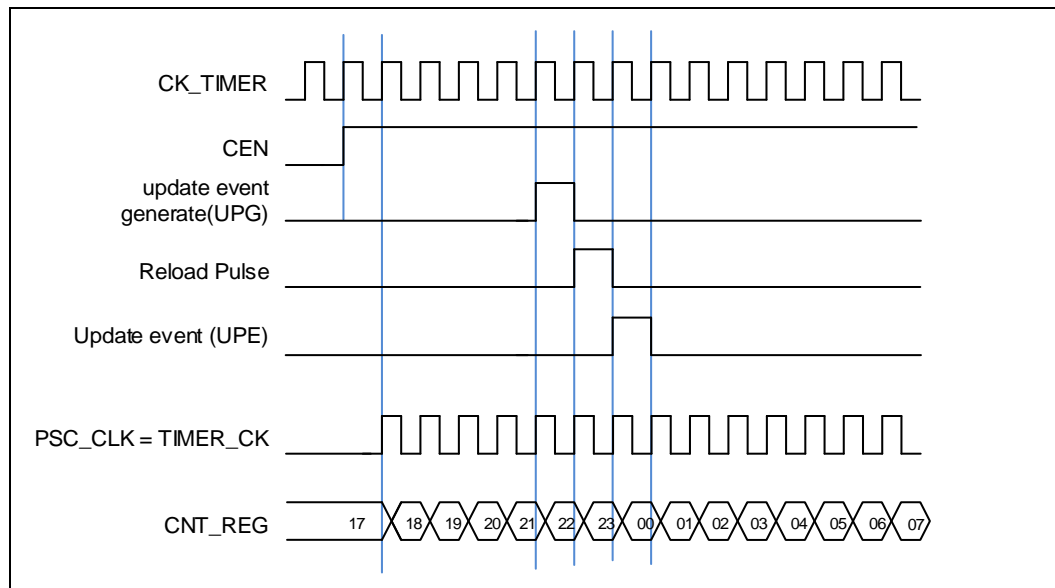 CK_TIMER
CEN
update event
generate(UPG)
Reload Pulse
Update event (UPE)
PSC_CLK = TIMER_CK
CNT_REG 17 18 19 20 21 22 23 00 01 02 03 04 05 06 07